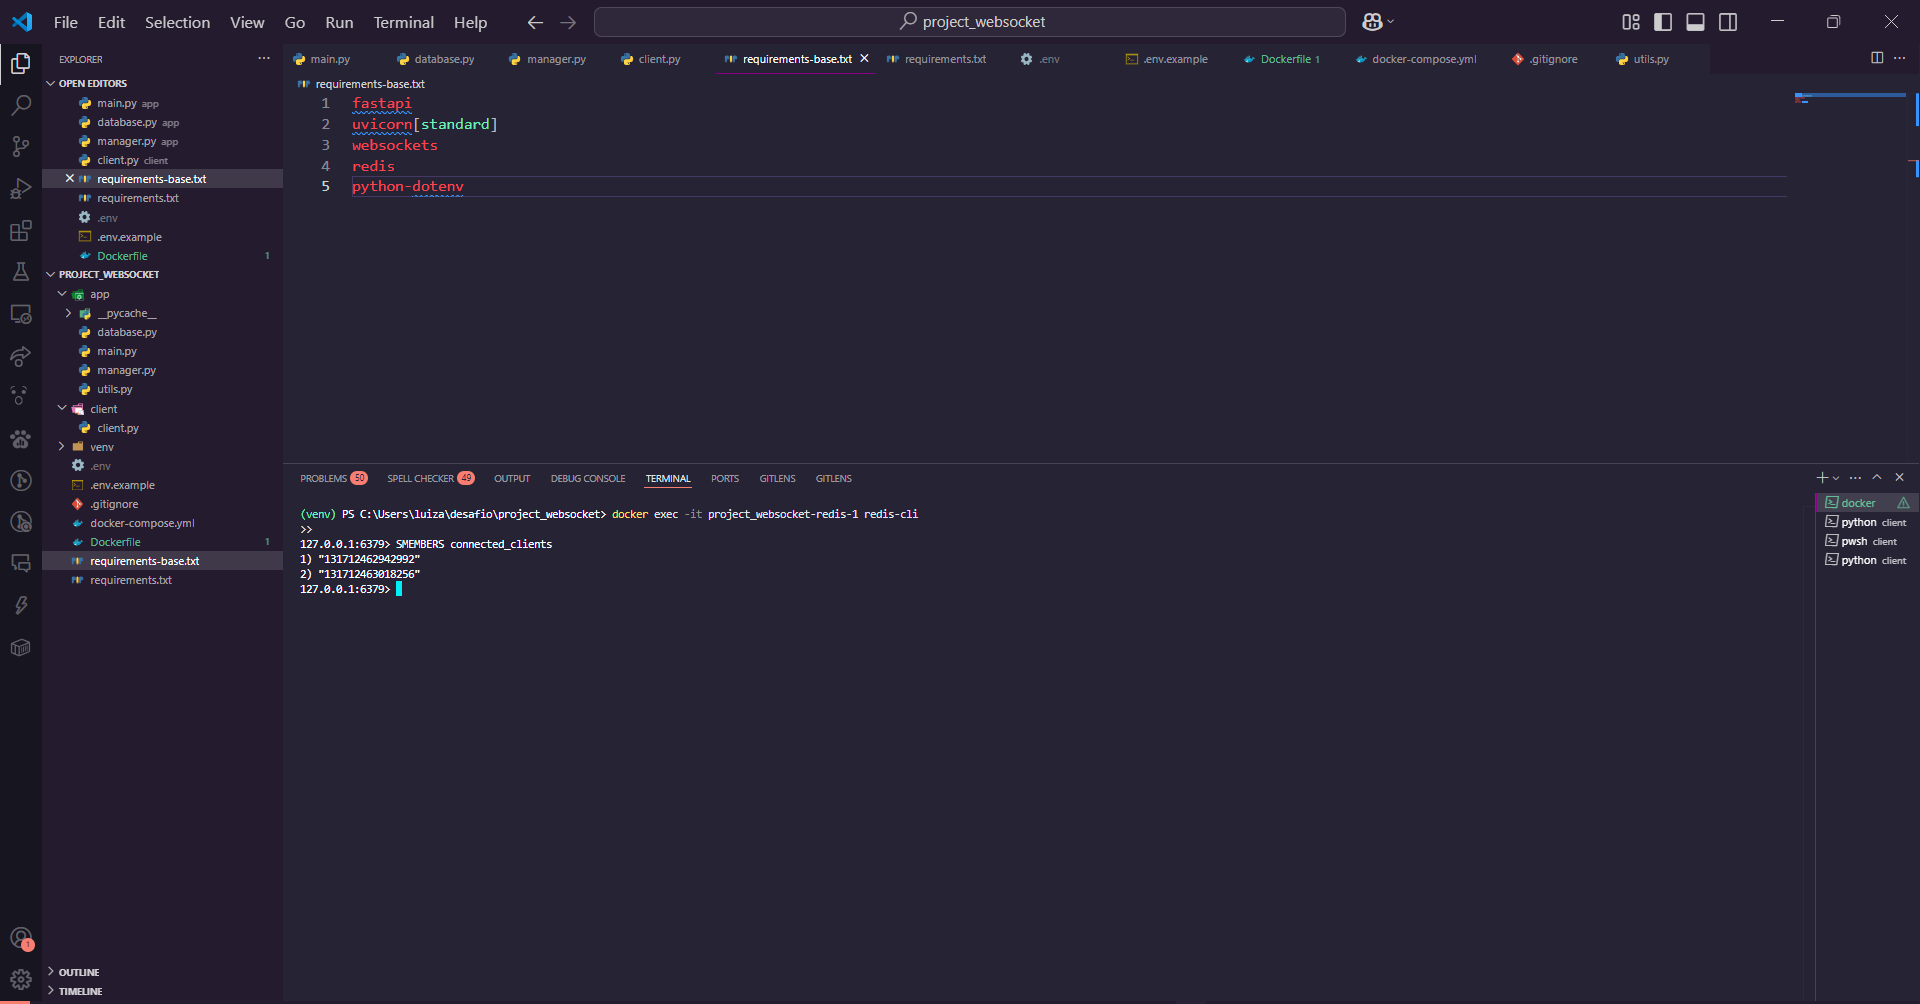 File Edit Selection View Go Run Terminal Help
project_websocket
EXPLORER
OPEN EDITORS
main.py app
database.py app
manager.py app
client.py client
requirements-base.txt
requirements.txt
.env
.env.example
Dockerfile 1
PROJECT_WEBSOCKET
app
__pycache__
database.py
main.py
manager.py
utils.py
client
client.py
venv
.env
.env.example
.gitignore
docker-compose.yml
Dockerfile 1
requirements-base.txt
requirements.txt
OUTLINE
TIMELINE
1
main.py database.py manager.py client.py requirements-base.txt requirements.txt .env .env.example Dockerfile 1 docker-compose.yml .gitignore utils.py
requirements-base.txt
1 fastapi
2 uvicorn[standard]
3 websockets
4 redis
5 python-dotenv
PROBLEMS 50 SPELL CHECKER 49 OUTPUT DEBUG CONSOLE TERMINAL PORTS GITLENS GITLENS
(venv) PS C:\Users\luiza\desafio\project_websocket> docker exec -it project_websocket-redis-1 redis-cli
>>
127.0.0.1:6379> SMEMBERS connected_clients
1) "131712462942992"
2) "131712463018256"
127.0.0.1:6379>
docker
python client
pwsh client
python client